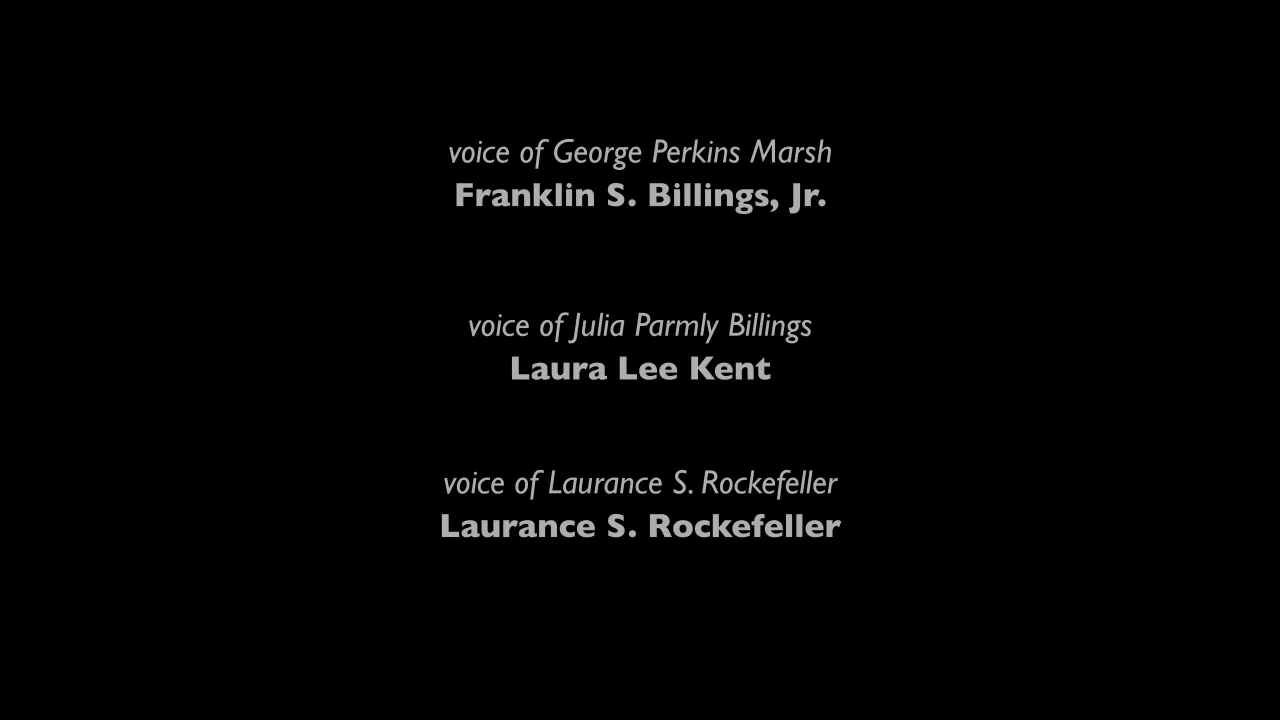 voice of George Perkins Marsh
Franklin S. Billings, Jr.
voice of Julia Parmly Billings
Laura Lee Kent
voice of Laurance S. Rockefeller
Laurance S. Rockefeller